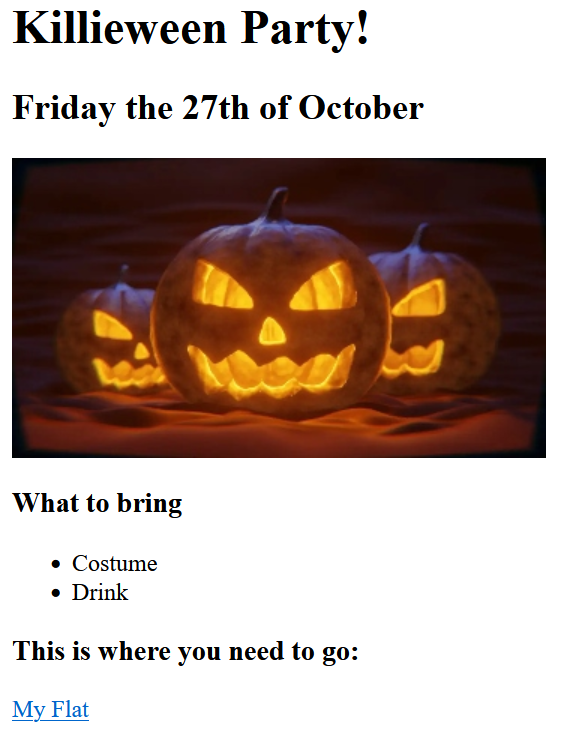 Killieween Party!
Friday the 27th of October
What to bring
Costume
Drink
This is where you need to go:
My Flat